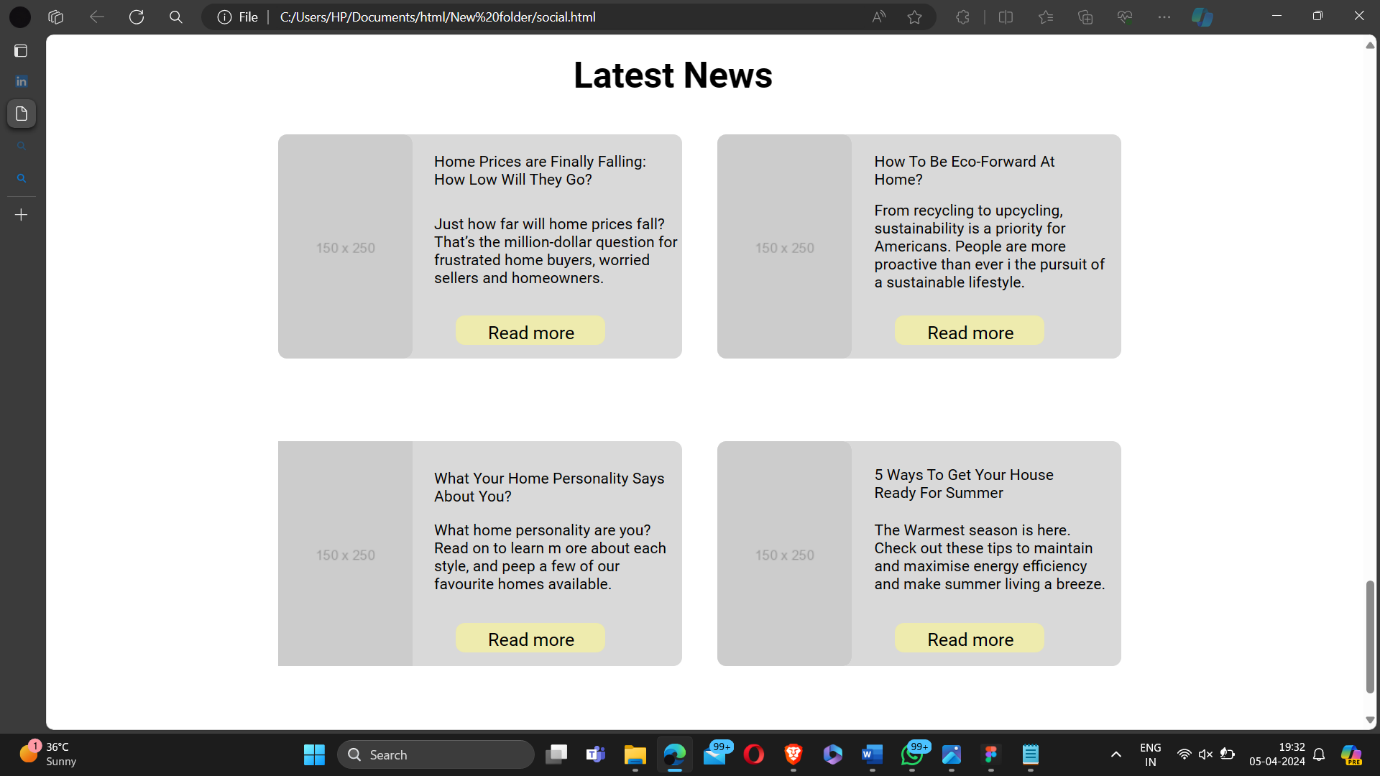 File
C:/Users/HP/Documents/html/New%20folder/social.html
Latest News
Home Prices are Finally Falling:
How Low Will They Go?
Just how far will home prices fall?
That's the million-dollar question for
frustrated home buyers, worried
sellers and homeowners.
150 x 250
Read more
How To Be Eco-Forward At
Home?
From recycling to upcycling,
sustainability is a priority for
Americans. People are more
proactive than ever i the pursuit of
a sustainable lifestyle.
150 x 250
Read more
What Your Home Personality Says
About You?
What home personality are you?
Read on to learn m ore about each
style, and peep a few of our
favourite homes available.
150 x 250
Read more
5 Ways To Get Your House
Ready For Summer
The Warmest season is here.
Check out these tips to maintain
and maximise energy efficiency
and make summer living a breeze.
150 x 250
Read more
1
36°C
Sunny
Search
99+
99+
ENG
IN
19:32
05-04-2024
PRE